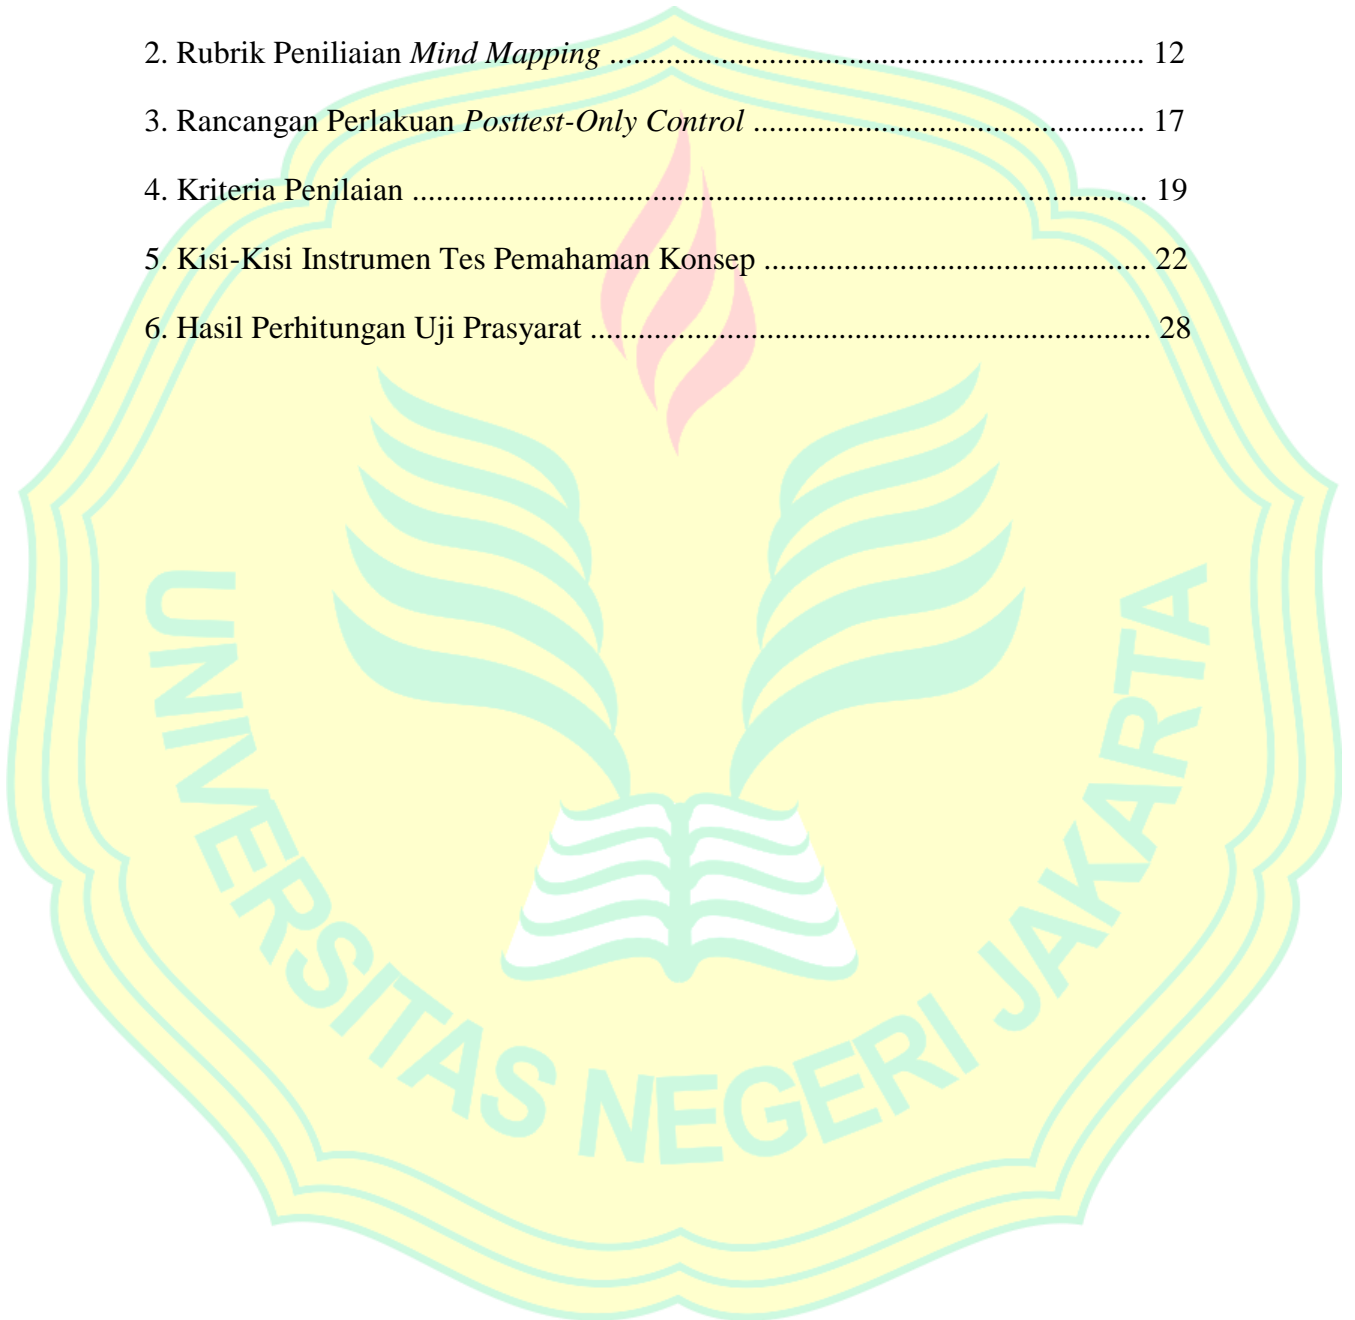 2. Rubrik Peniliaian Mind Mapping .................................................................... 12
3. Rancangan Perlakuan Posttest-Only Control .................................................. 17
4. Kriteria Penilaian ............................................................................................. 19
5. Kisi-Kisi Instrumen Tes Pemahaman Konsep ................................................. 22
6. Hasil Perhitungan Uji Prasyarat ....................................................................... 28
UNIVERSITAS NEGERI JAKARTA